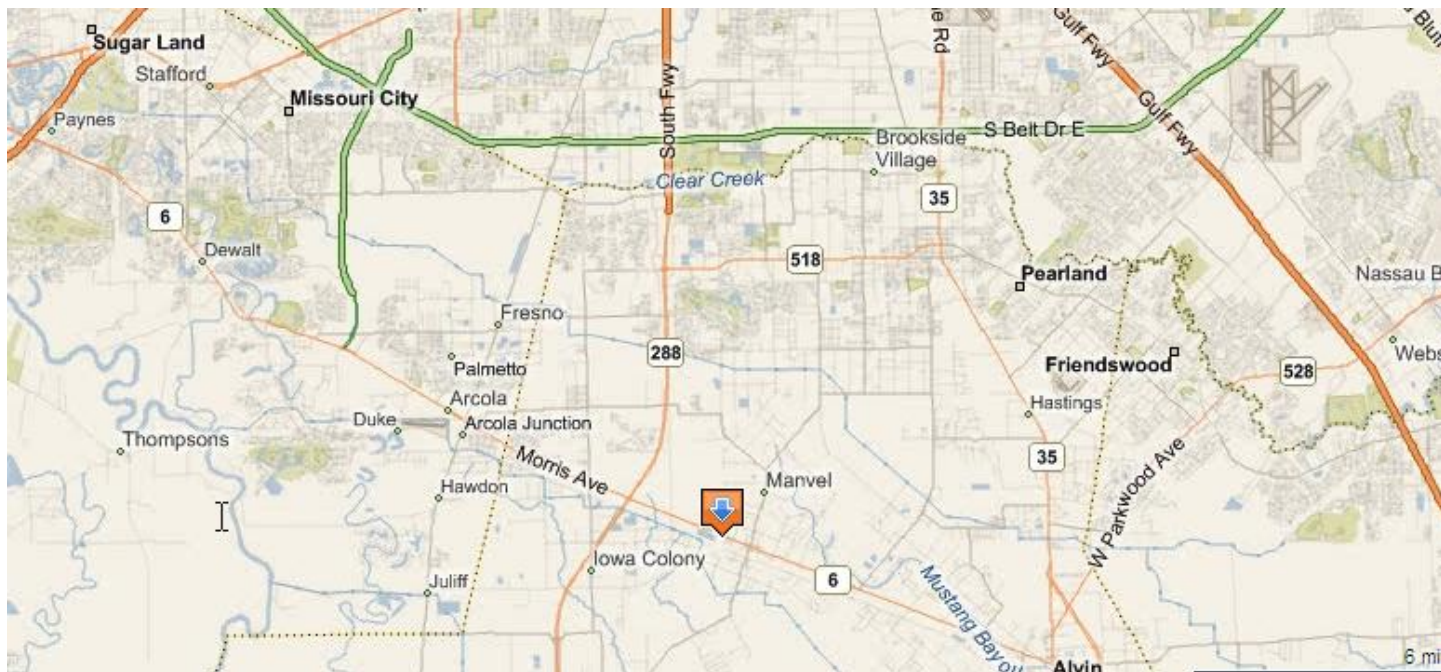 Sugar Land
Stafford
Missouri City
Paynes
South Fwy
Gulf Fwy
Gulf Fwy
S Belt Dr E
Brookside
Village
Clear Creek
6
35
Dewalt
518
Pearland
Nassau B
Fresno
288
Palmetto
Friendswood
Webs
528
Arcola
Duke
Arcola Junction
Hastings
Thompsons
Morris Ave
35
Hawdon
Manvel
W Parkwood Ave
Iowa Colony
6
Juliff
Mustang Bayou
Alvin
6 mi